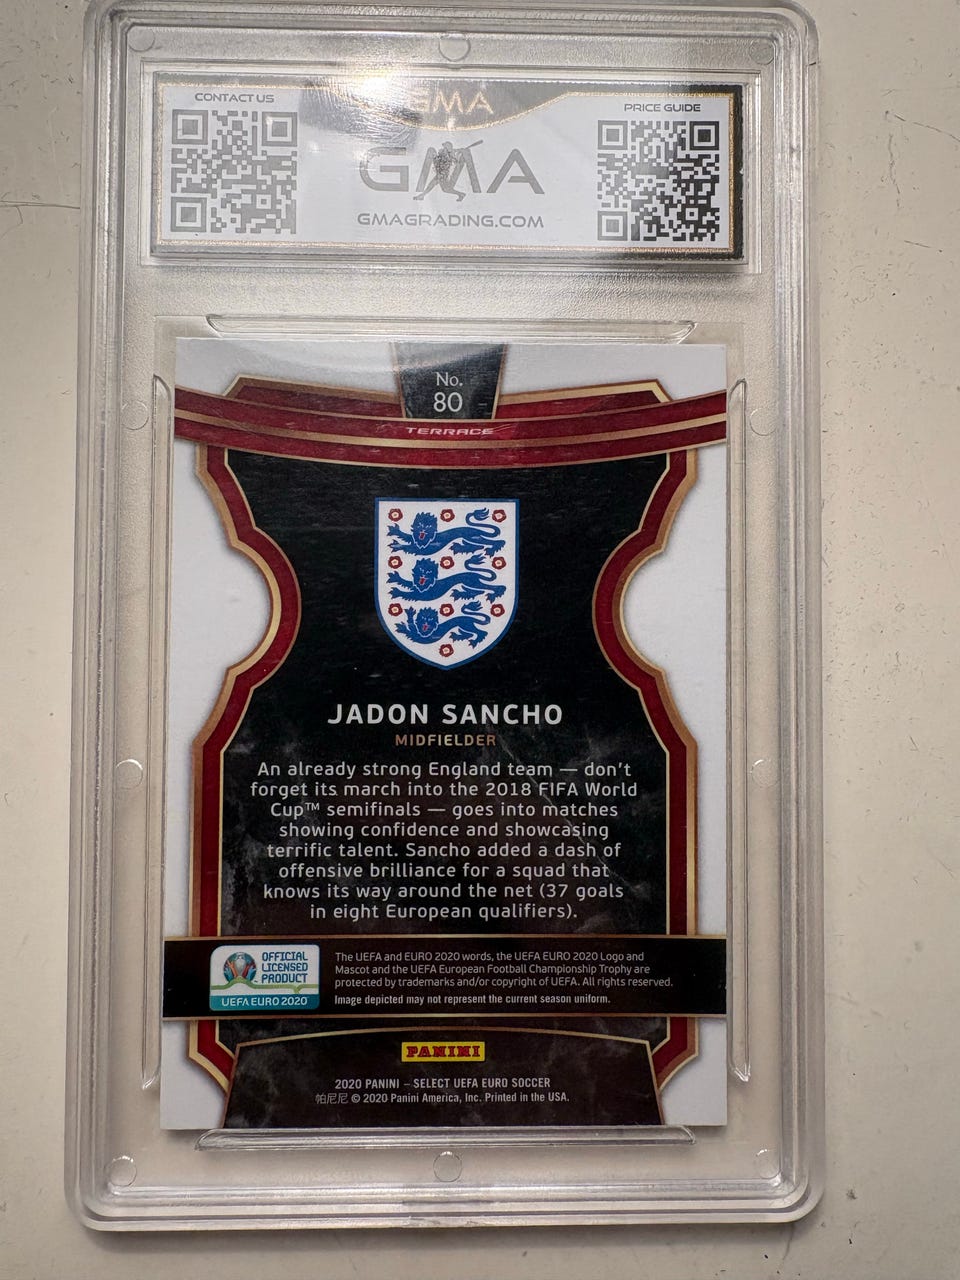 CONTACT US
GMA
PRICE GUIDE
GMA
GMAGRADING.COM
No.
80
TERRACE
JADON SANCHO
MIDFIELDER
An already strong England team — don't
forget its march into the 2018 FIFA World
Cup™ semifinals — goes into matches
showing confidence and showcasing
terrific talent. Sancho added a dash of
offensive brilliance for a squad that
knows its way around the net (37 goals
in eight European qualifiers).
OFFICIAL
LICENSED
PRODUCT
UEFA EURO 2020
The UEFA and EURO 2020 words, the UEFA EURO 2020 Logo and
Mascot and the UEFA European Football Championship Trophy are
protected by trademarks and/or copyright of UEFA. All rights reserved.
Image depicted may not represent the current season uniform.
PANINI
2020 PANINI – SELECT UEFA EURO SOCCER
帕尼尼 © 2020 Panini America, Inc. Printed in the USA.